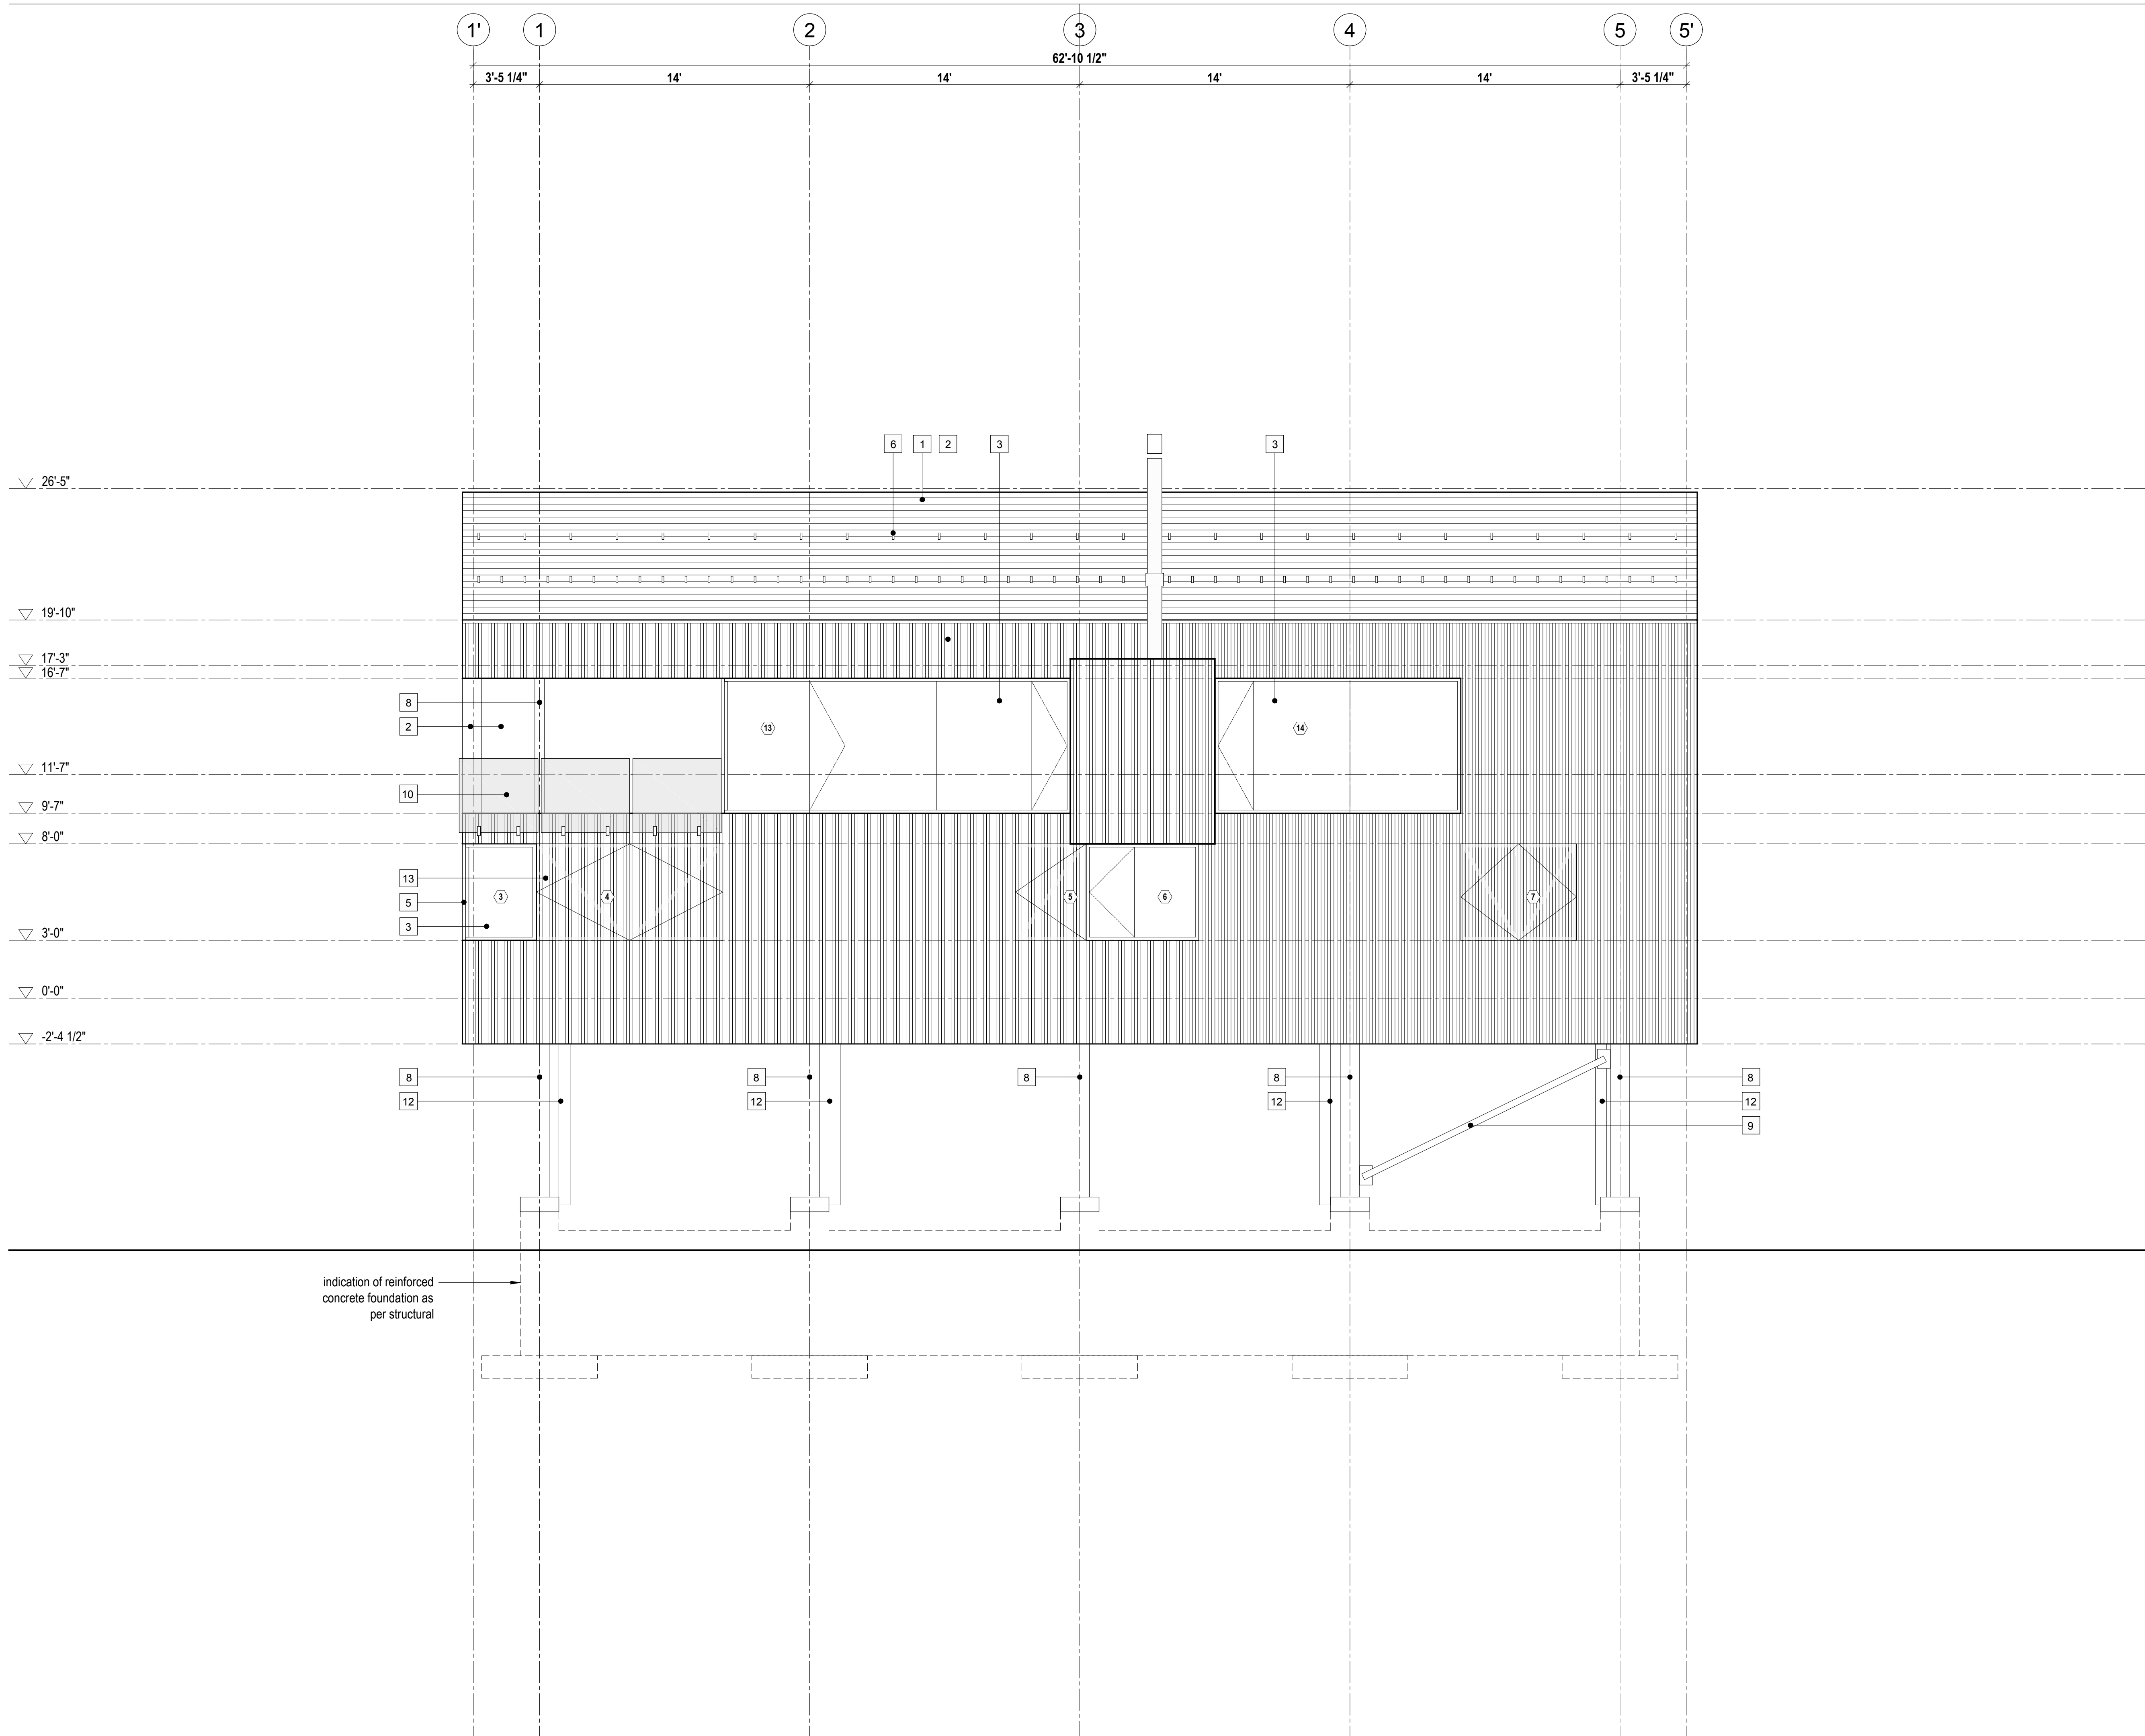 1' 1 2 3 4 5 5'
62'-10 1/2"
3'-5 1/4" 14' 14' 14' 14' 3'-5 1/4"
6 1 2 3 3
26'-5"
19'-10"
17'-3"
16'-7"
8
2
13 14
11'-7"
10
9'-7"
8'-0"
13
5
3
3 4 5 6 7
3'-0"
0'-0"
-2'-4 1/2"
8 8 8 8 8
12 12 12 12
9
indication of reinforced
concrete foundation as
per structural